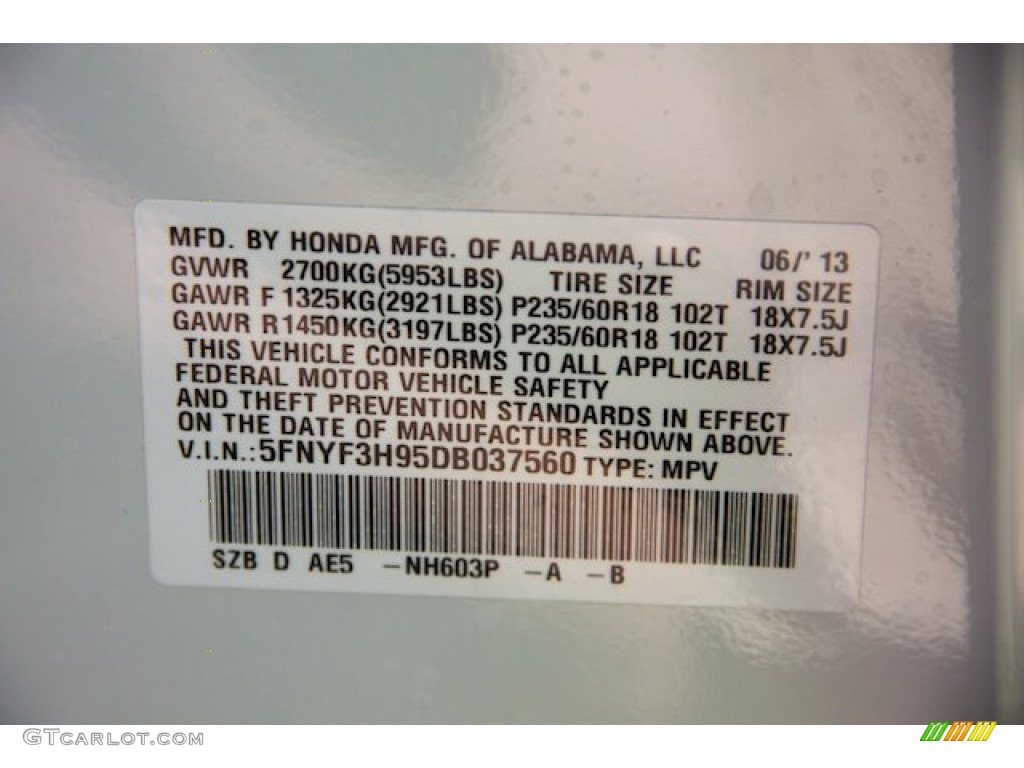 MFD. BY HONDA MFG. OF ALABAMA, LLC 06/' 13
GVWR 2700KG(5953LBS) TIRE SIZE RIM SIZE
GAWR F 1325KG(2921LBS) P235/60R18 102T 18X7.5J
GAWR R1450KG(3197LBS) P235/60R18 102T 18X7.5J
THIS VEHICLE CONFORMS TO ALL APPLICABLE
FEDERAL MOTOR VEHICLE SAFETY
AND THEFT PREVENTION STANDARDS IN EFFECT
ON THE DATE OF MANUFACTURE SHOWN ABOVE.
V.I.N.:5FNYF3H95DB037560 TYPE: MPV
SZB D AE5 -NH603P -A -B
GTCARLOT.COM